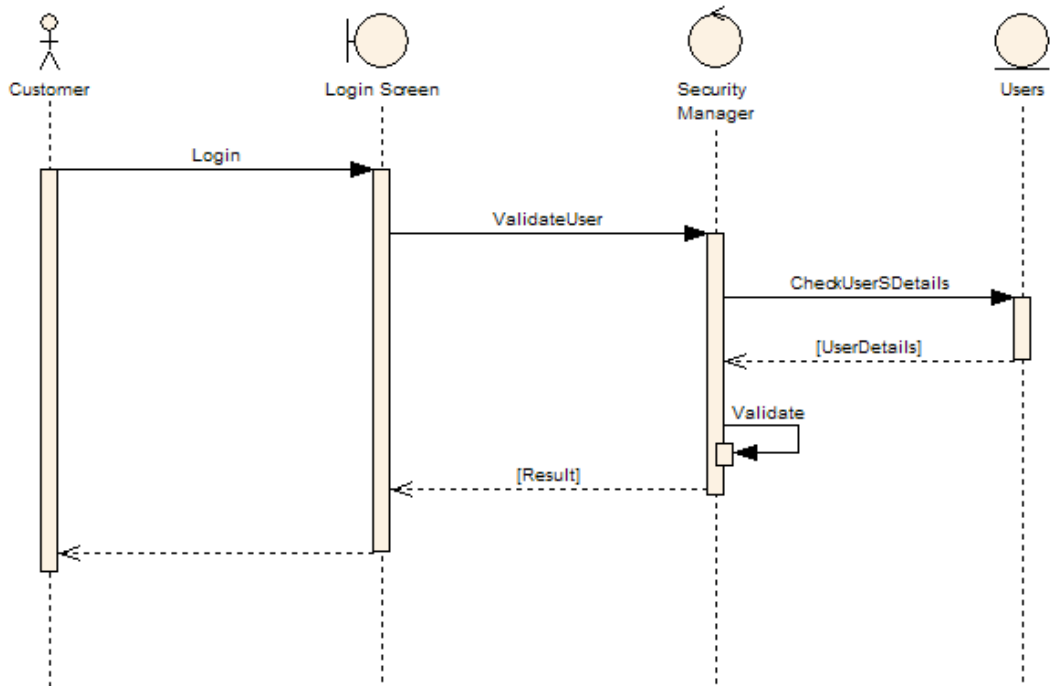 Customer
Login Screen
Security
Manager
Users
Login
ValidateUser
CheckUserSDetails
[UserDetails]
Validate
[Result]